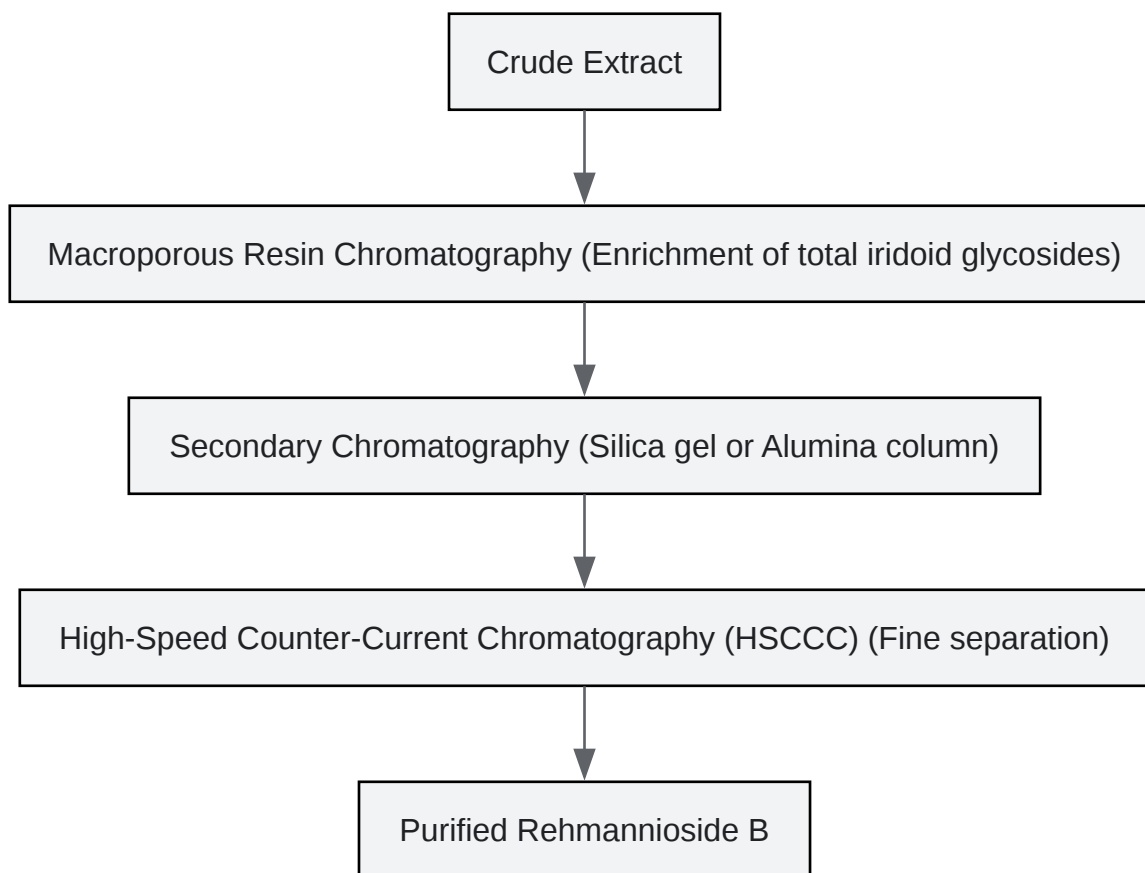 Crude Extract
Macroporous Resin Chromatography (Enrichment of total iridoid glycosides)
Secondary Chromatography (Silica gel or Alumina column)
High-Speed Counter-Current Chromatography (HSCCC) (Fine separation)
Purified Rehmannioside B